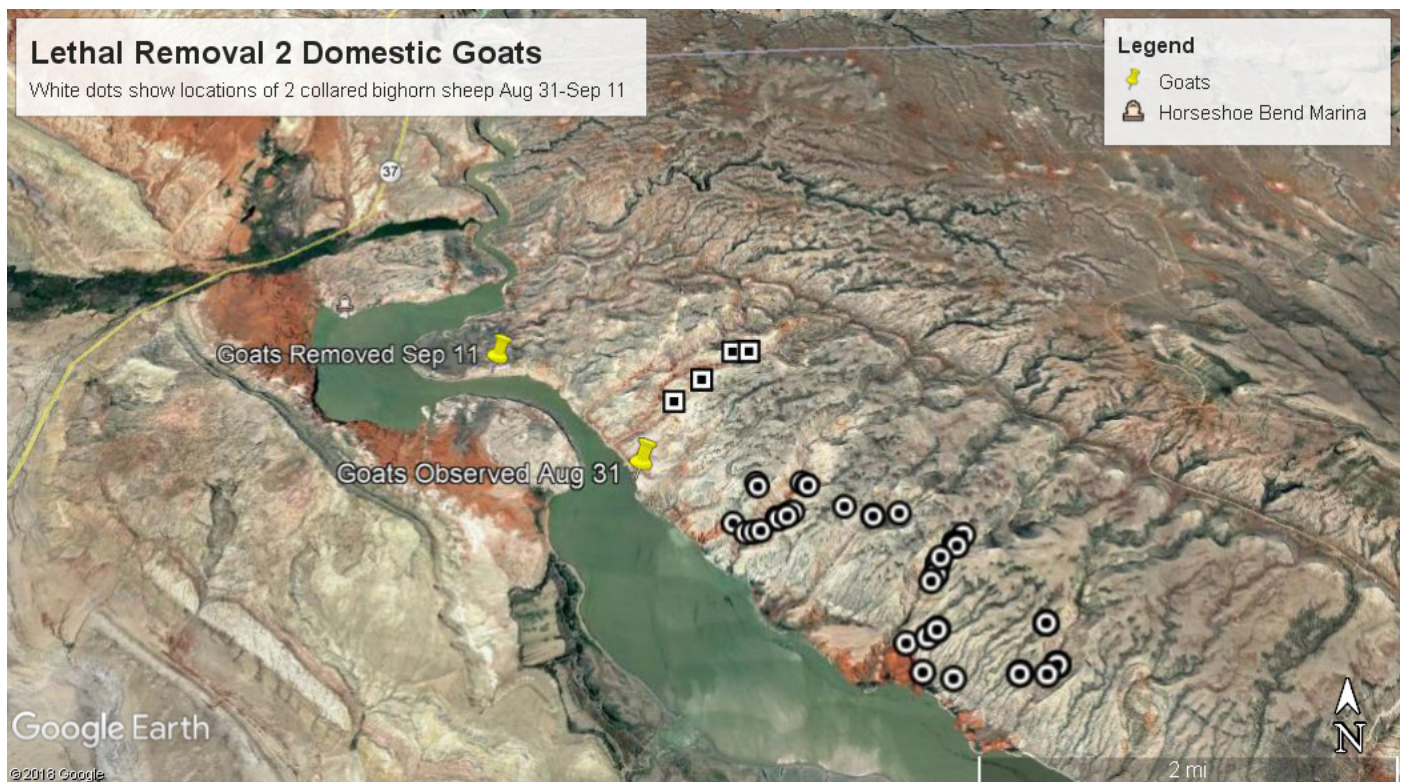 Lethal Removal 2 Domestic Goats
White dots show locations of 2 collared bighorn sheep Aug 31-Sep 11
Legend
Goats
Horseshoe Bend Marina
37
Goats Removed Sep 11
Goats Observed Aug 31
Google Earth
©2018 Google
N
2 mi